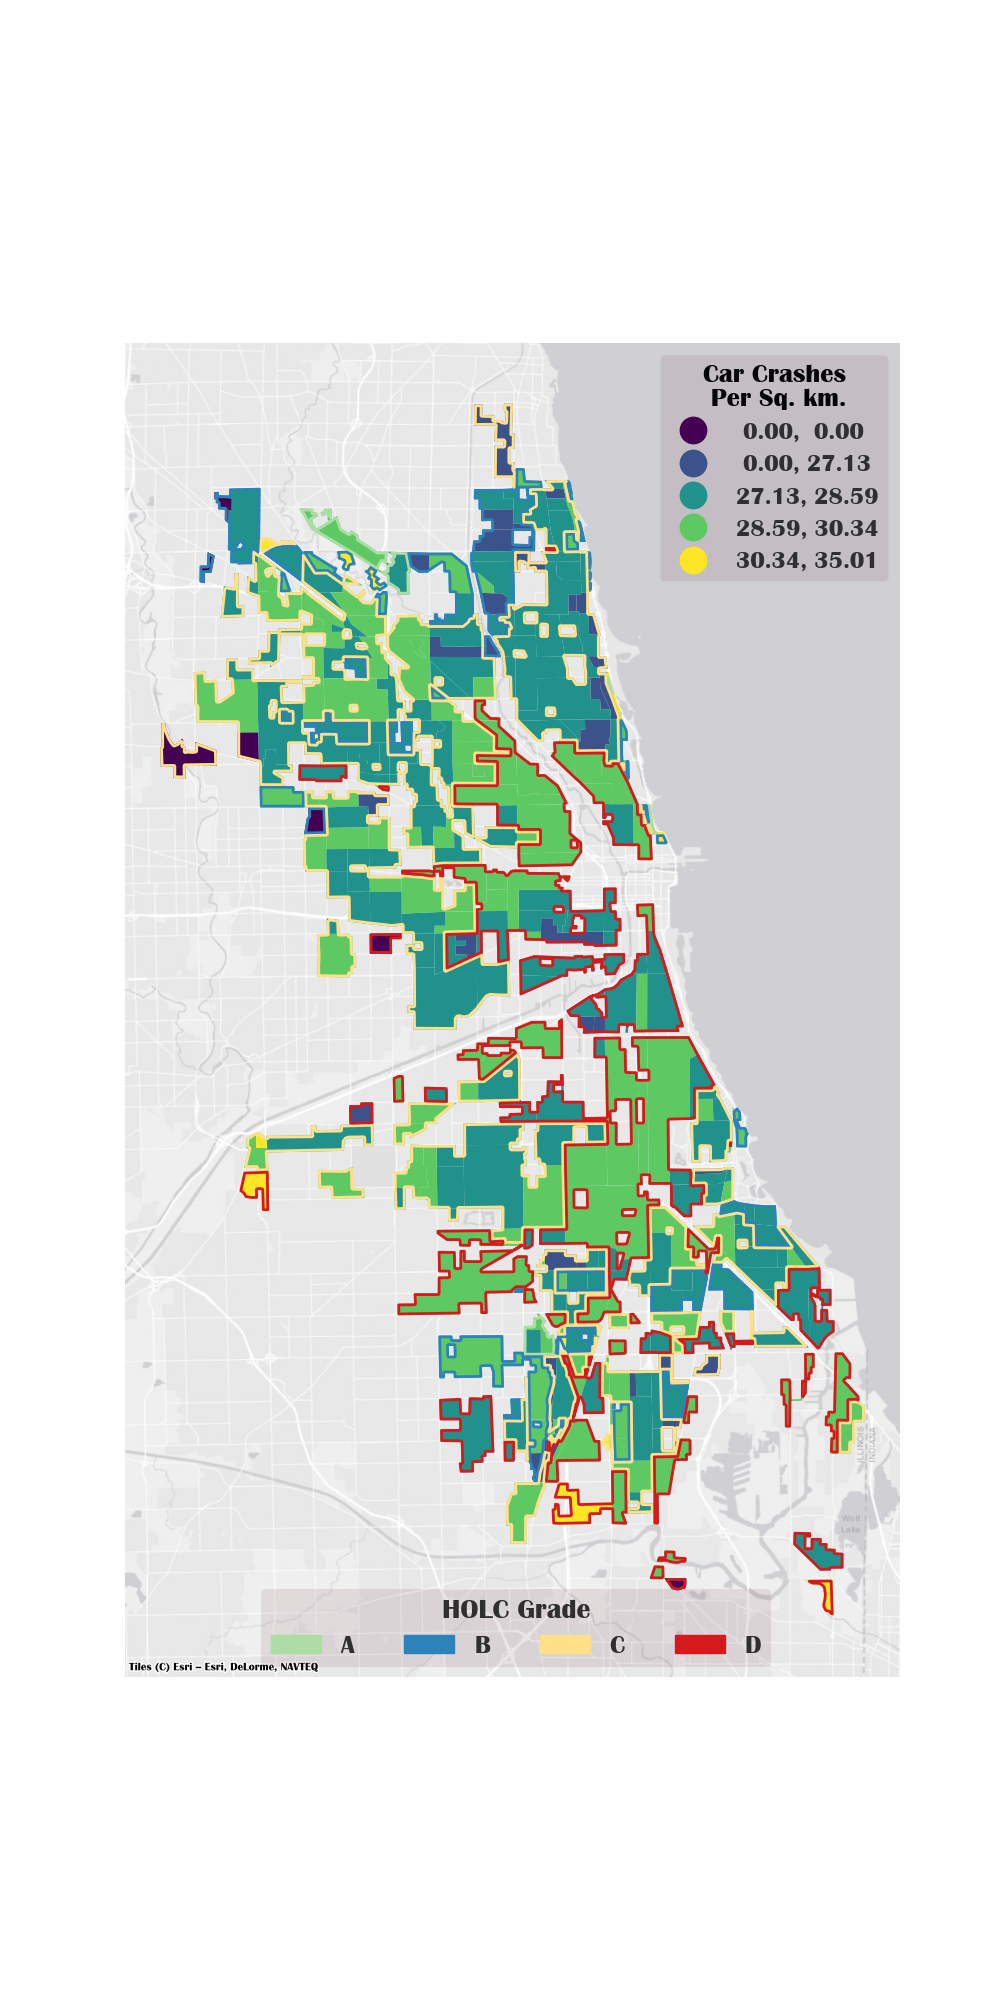 Car Crashes
Per Sq. km.
0.00, 0.00
0.00, 27.13
27.13, 28.59
28.59, 30.34
30.34, 35.01
ILLINOIS
INDIANA
Wolf
Lake
HOLC Grade
A B C D
Tiles (C) Esri -- Esri, DeLorme, NAVTEQ